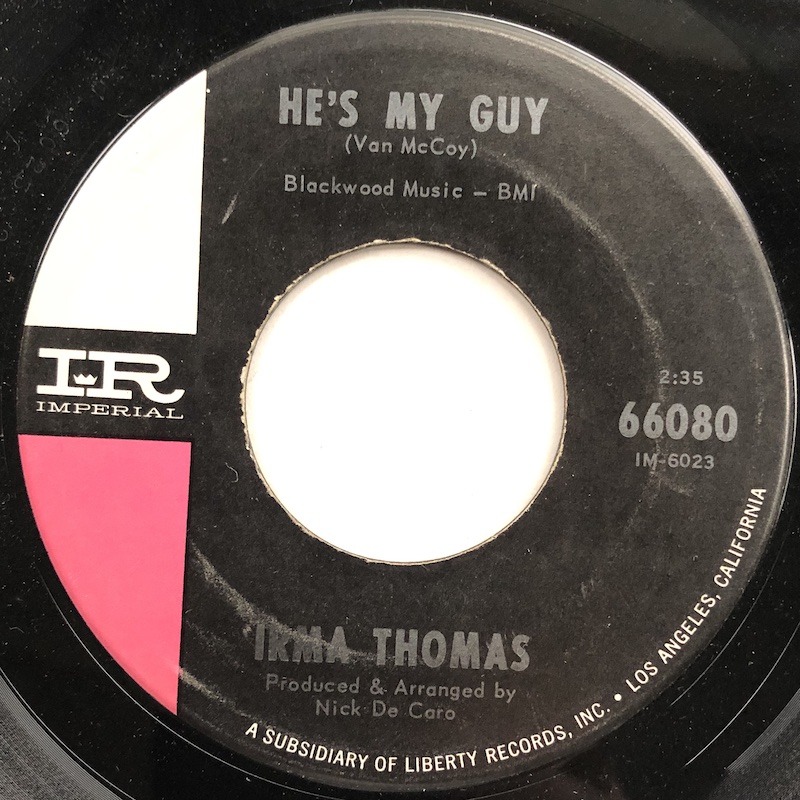 HE'S MY GUY
(Van McCoy)
Blackwood Music – BMI
IR
IMPERIAL
2:35
66080
IM-6023
IRMA THOMAS
Produced & Arranged by
Nick De Caro
A SUBSIDIARY OF LIBERTY RECORDS, INC. • LOS ANGELES, CALIFORNIA